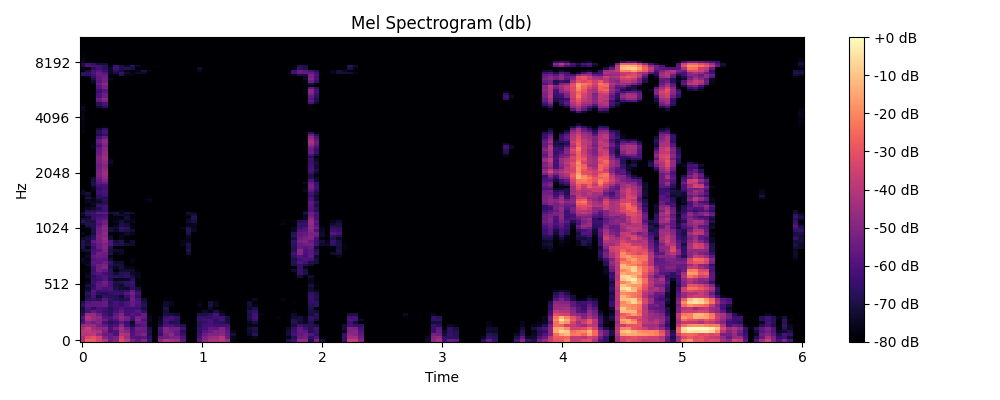 Mel Spectrogram (db)
8192
4096
2048
1024
512
0
Hz
0 1 2 3 4 5 6
Time
+0 dB
-10 dB
-20 dB
-30 dB
-40 dB
-50 dB
-60 dB
-70 dB
-80 dB